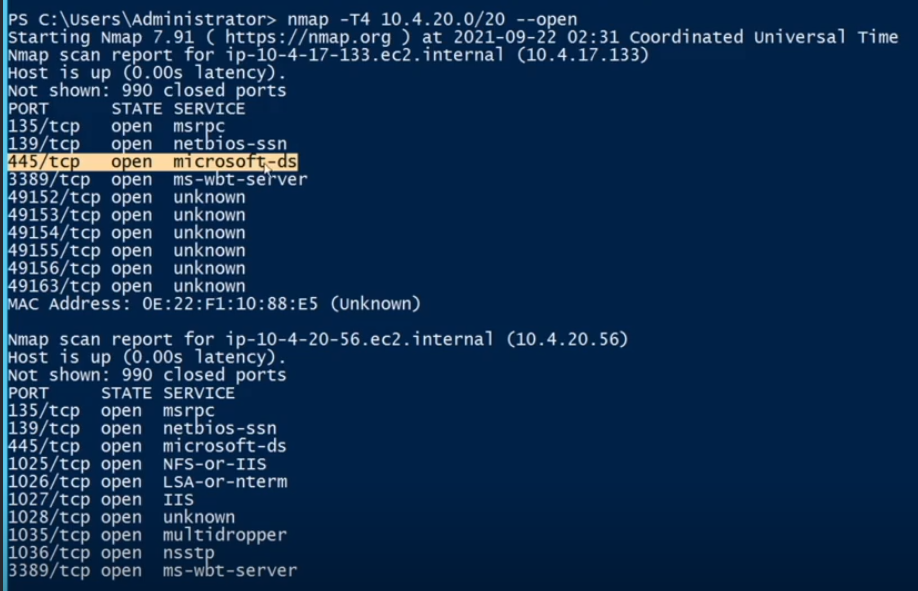 PS C:\Users\Administrator> nmap -T4 10.4.20.0/20 --open
Starting Nmap 7.91 ( https://nmap.org ) at 2021-09-22 02:31 Coordinated Universal Time
Nmap scan report for ip-10-4-17-133.ec2.internal (10.4.17.133)
Host is up (0.00s latency).
Not shown: 990 closed ports
PORT      STATE SERVICE
135/tcp   open  msrpc
139/tcp   open  netbios-ssn
445/tcp   open  microsoft-ds
3389/tcp  open  ms-wbt-server
49152/tcp open  unknown
49153/tcp open  unknown
49154/tcp open  unknown
49155/tcp open  unknown
49156/tcp open  unknown
49163/tcp open  unknown
MAC Address: 0E:22:F1:10:88:E5 (Unknown)
Nmap scan report for ip-10-4-20-56.ec2.internal (10.4.20.56)
Host is up (0.00s latency).
Not shown: 990 closed ports
PORT     STATE SERVICE
135/tcp  open  msrpc
139/tcp  open  netbios-ssn
445/tcp  open  microsoft-ds
1025/tcp open  NFS-or-IIS
1026/tcp open  LSA-or-nterm
1027/tcp open  IIS
1028/tcp open  unknown
1035/tcp open  multidropper
1036/tcp open  nsstp
3389/tcp open  ms-wbt-server